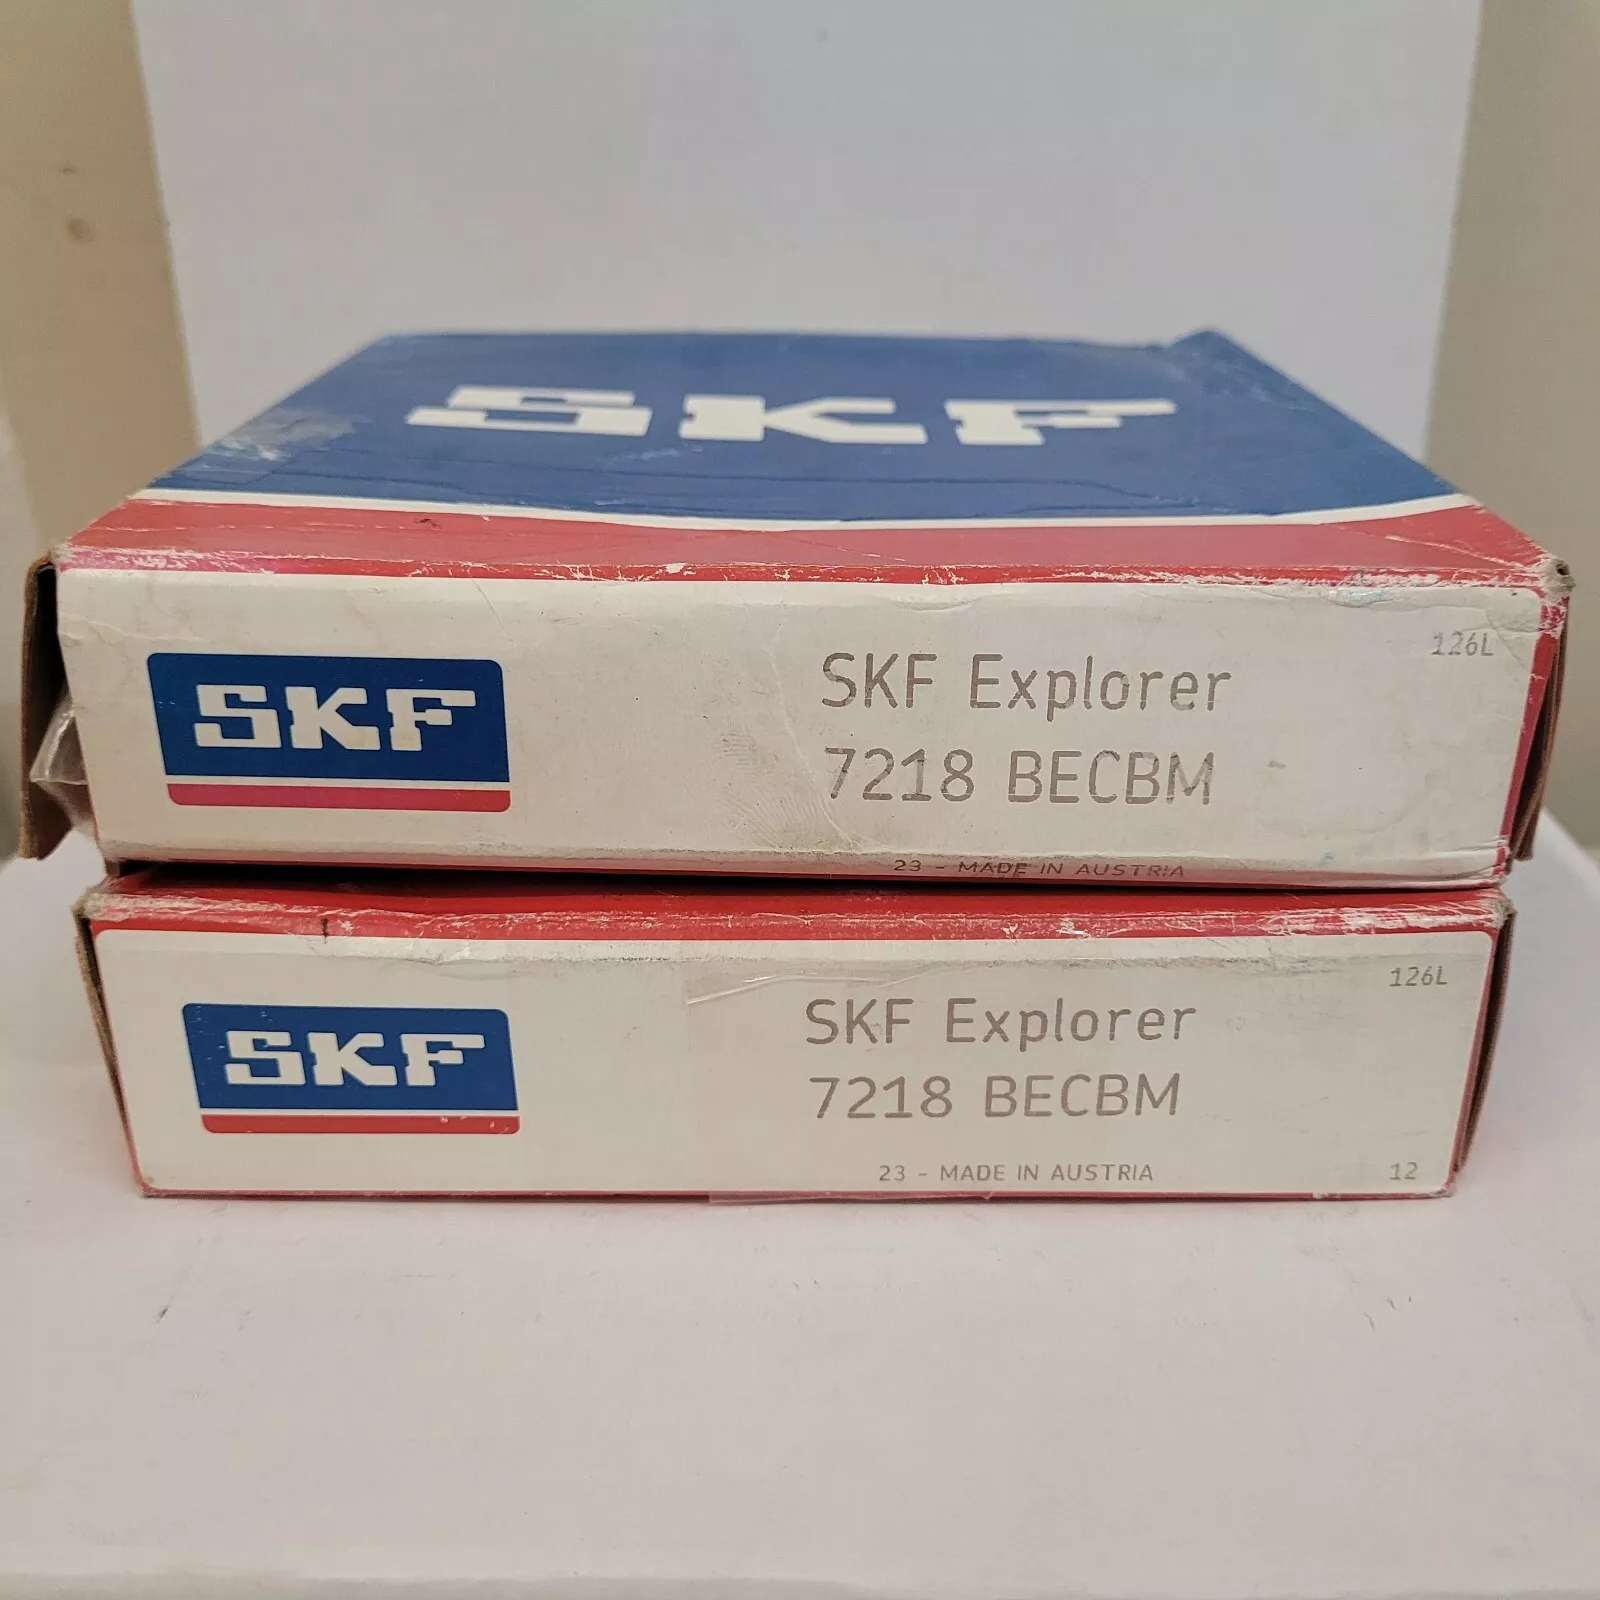 SKF
126L
SKF
SKF Explorer
7218 BECBM
23 - MADE IN AUSTRIA
126L
SKF
SKF Explorer
7218 BECBM
23 - MADE IN AUSTRIA
12